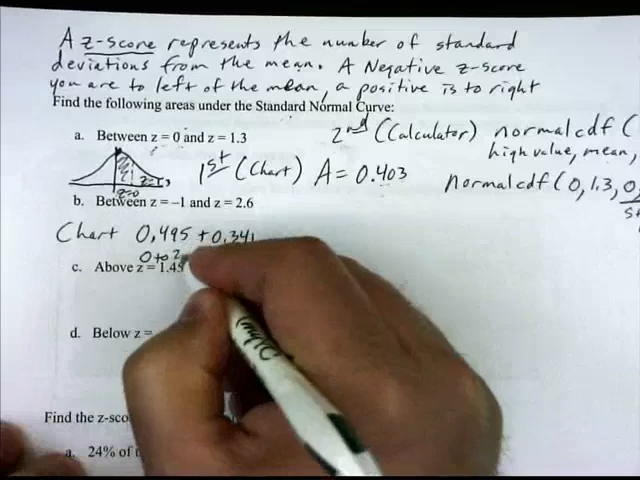 A z-score represents the number of standard
deviations from the mean. A Negative z-score
you are to left of the mean, a positive is to right
Find the following areas under the Standard Normal Curve:
a. Between z = 0 and z = 1.3
2nd (Calculator) normalcdf (
high value, mean,
1st (Chart) A = 0.403
normalcdf (0, 1.3, 0,
z=0
b. Between z = −1 and z = 2.6
Chart 0.495 + 0.341
0 to 2
c. Above z = 1.45
d. Below z =
Find the z-sco
a. 24% of